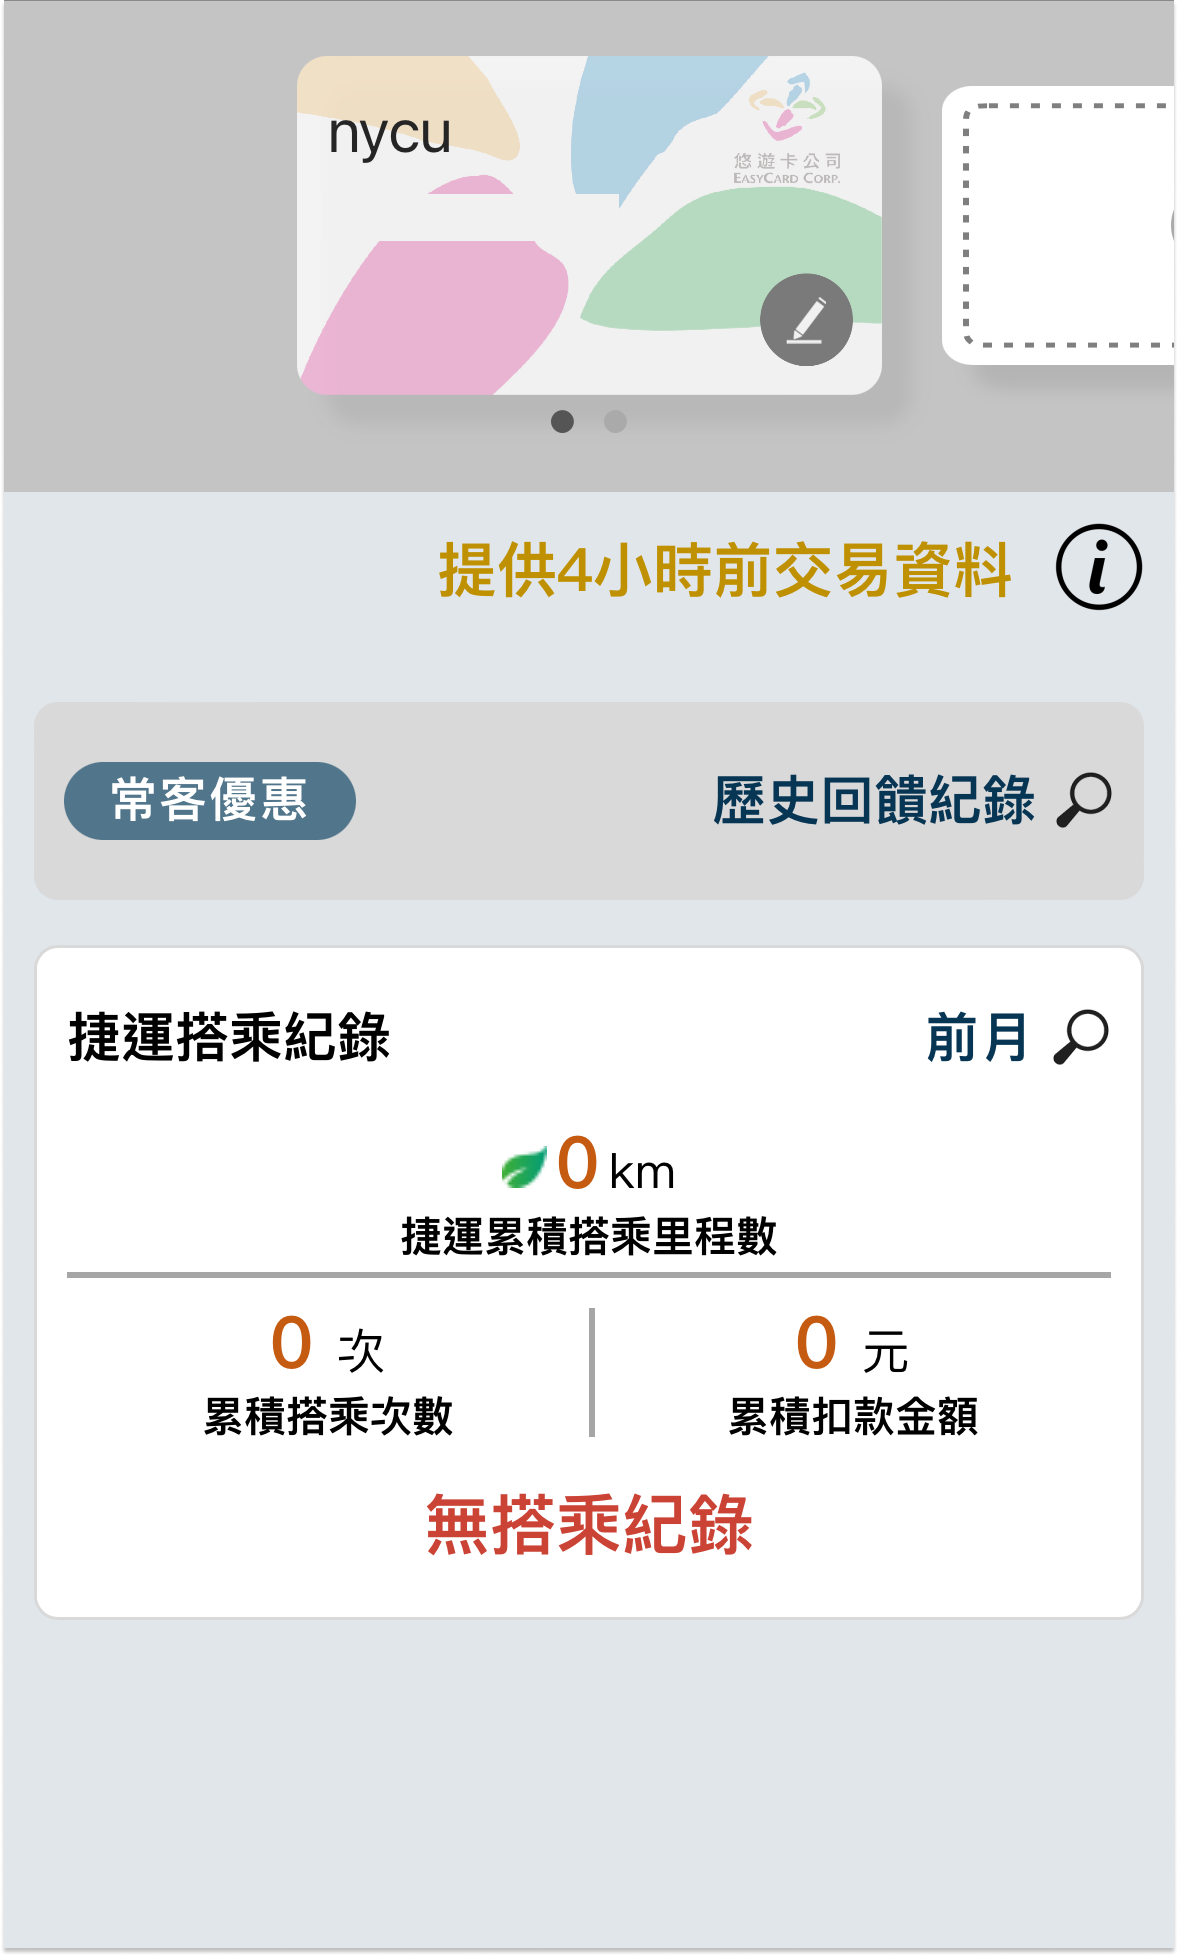 nycu
悠遊卡公司
EASYCARD CORP.
提供4小時前交易資料
i
常客優惠
歷史回饋紀錄
捷運搭乘紀錄
前月
0 km
捷運累積搭乘里程數
0 次
累積搭乘次數
0 元
累積扣款金額
無搭乘紀錄